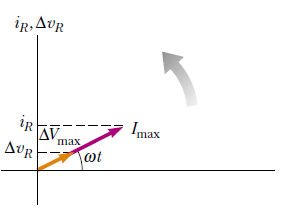 i_R, Δv_R
i_R
ΔV_max
I_max
Δv_R
ωt